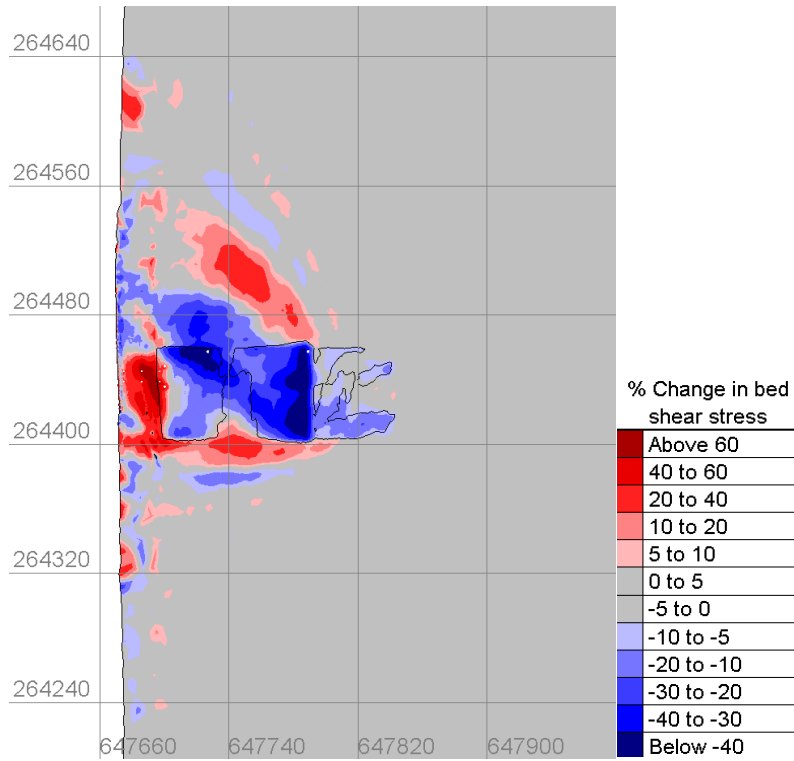 264640
264560
264480
264400
264320
264240
647660
647740
647820
647900
% Change in bed
shear stress
Above 60
40 to 60
20 to 40
10 to 20
5 to 10
0 to 5
-5 to 0
-10 to -5
-20 to -10
-30 to -20
-40 to -30
Below -40